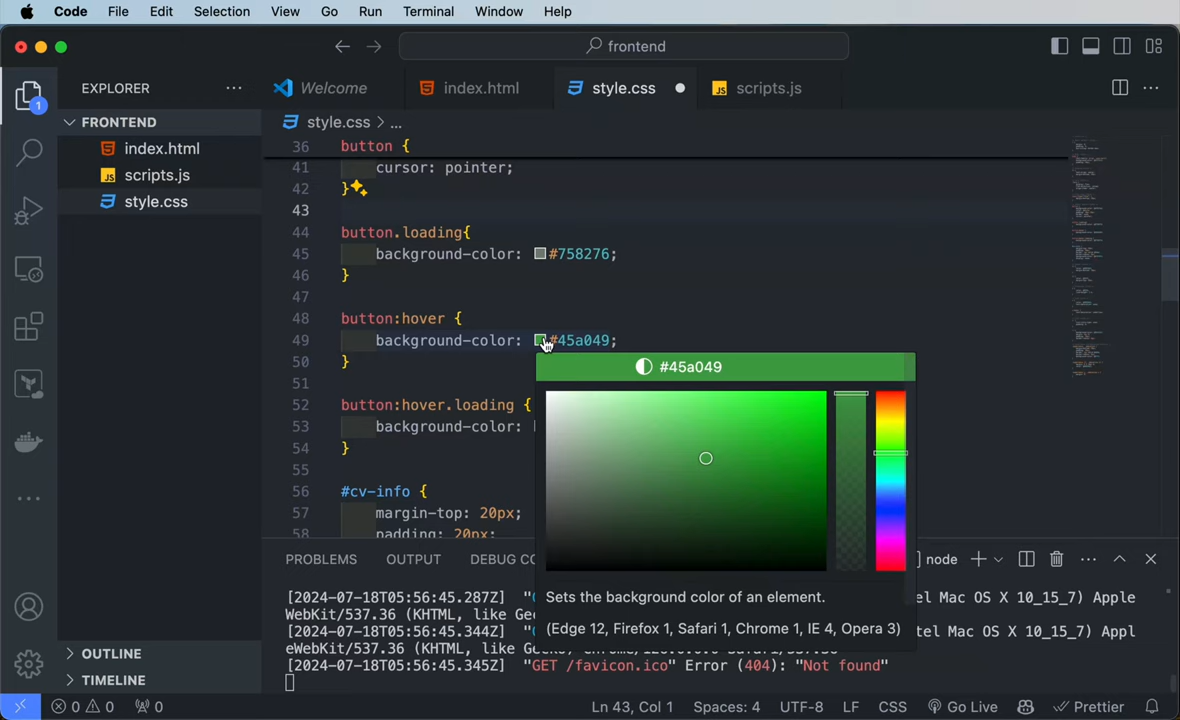 Code File Edit Selection View Go Run Terminal Window Help
frontend
EXPLORER
Welcome index.html style.css scripts.js
FRONTEND
index.html
scripts.js
style.css
style.css > ...
36 button {
41 cursor: pointer;
42 }
43
44 button.loading{
45 background-color: #758276;
46 }
47
48 button:hover {
49 background-color: #45a049;
50 }
51
52 button:hover.loading {
53 background-color:
54 }
55
56 #cv-info {
57 margin-top: 20px;
58 padding: 20px;
#45a049
Sets the background color of an element.
(Edge 12, Firefox 1, Safari 1, Chrome 1, IE 4, Opera 3)
PROBLEMS OUTPUT DEBUG CO node
[2024-07-18T05:56:45.287Z] el Mac OS X 10_15_7) Apple
WebKit/537.36 (KHTML, like Ge
[2024-07-18T05:56:45.344Z] tel Mac OS X 10_15_7) Appl
eWebKit/537.36 (KHTML, like
[2024-07-18T05:56:45.345Z] "GET /favicon.ico" Error (404): "Not found"
OUTLINE
TIMELINE
0 0 0 Ln 43, Col 1 Spaces: 4 UTF-8 LF CSS Go Live Prettier
1
JS
JS